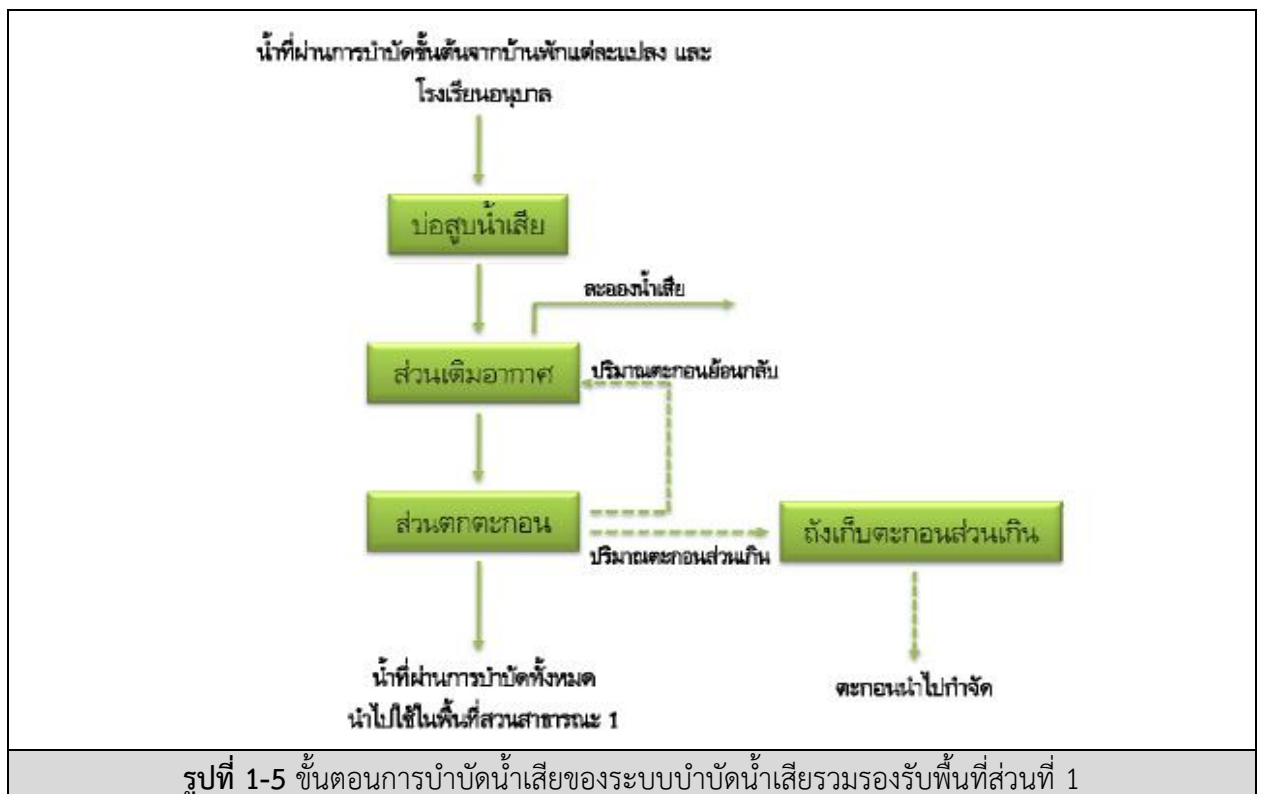 น้ำที่ผ่านการบำบัดขั้นต้นจากบ้านพักแต่ละแปลง และ
โรงเรียนอนุบาล
บ่อสูบน้ำเสีย
ละอองน้ำเสีย
ส่วนเติมอากาศ
ปริมาณตะกอนย้อนกลับ
ส่วนตกตะกอน
ถังเก็บตะกอนส่วนเกิน
ปริมาณตะกอนส่วนเกิน
น้ำที่ผ่านการบำบัดทั้งหมด
นำไปใช้ในพื้นที่สวนสาธารณะ 1
ตะกอนนำไปกำจัด
รูปที่ 1-5 ขั้นตอนการบำบัดน้ำเสียของระบบบำบัดน้ำเสียรวมรองรับพื้นที่ส่วนที่ 1